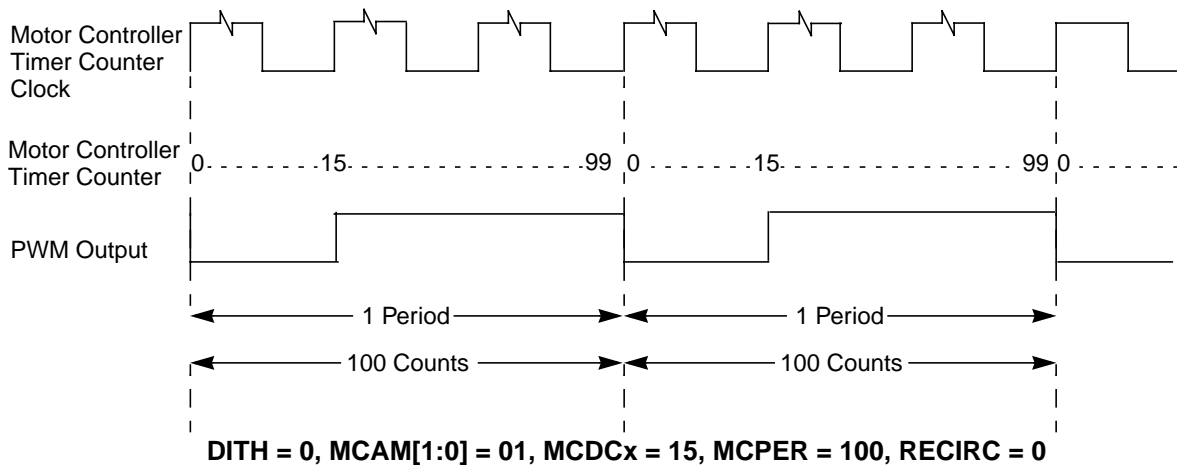 Motor Controller
Timer Counter
Clock
Motor Controller
Timer Counter
0 15 99 0 15 99 0
PWM Output
1 Period 1 Period
100 Counts 100 Counts
DITH = 0, MCAM[1:0] = 01, MCDCx = 15, MCPER = 100, RECIRC = 0